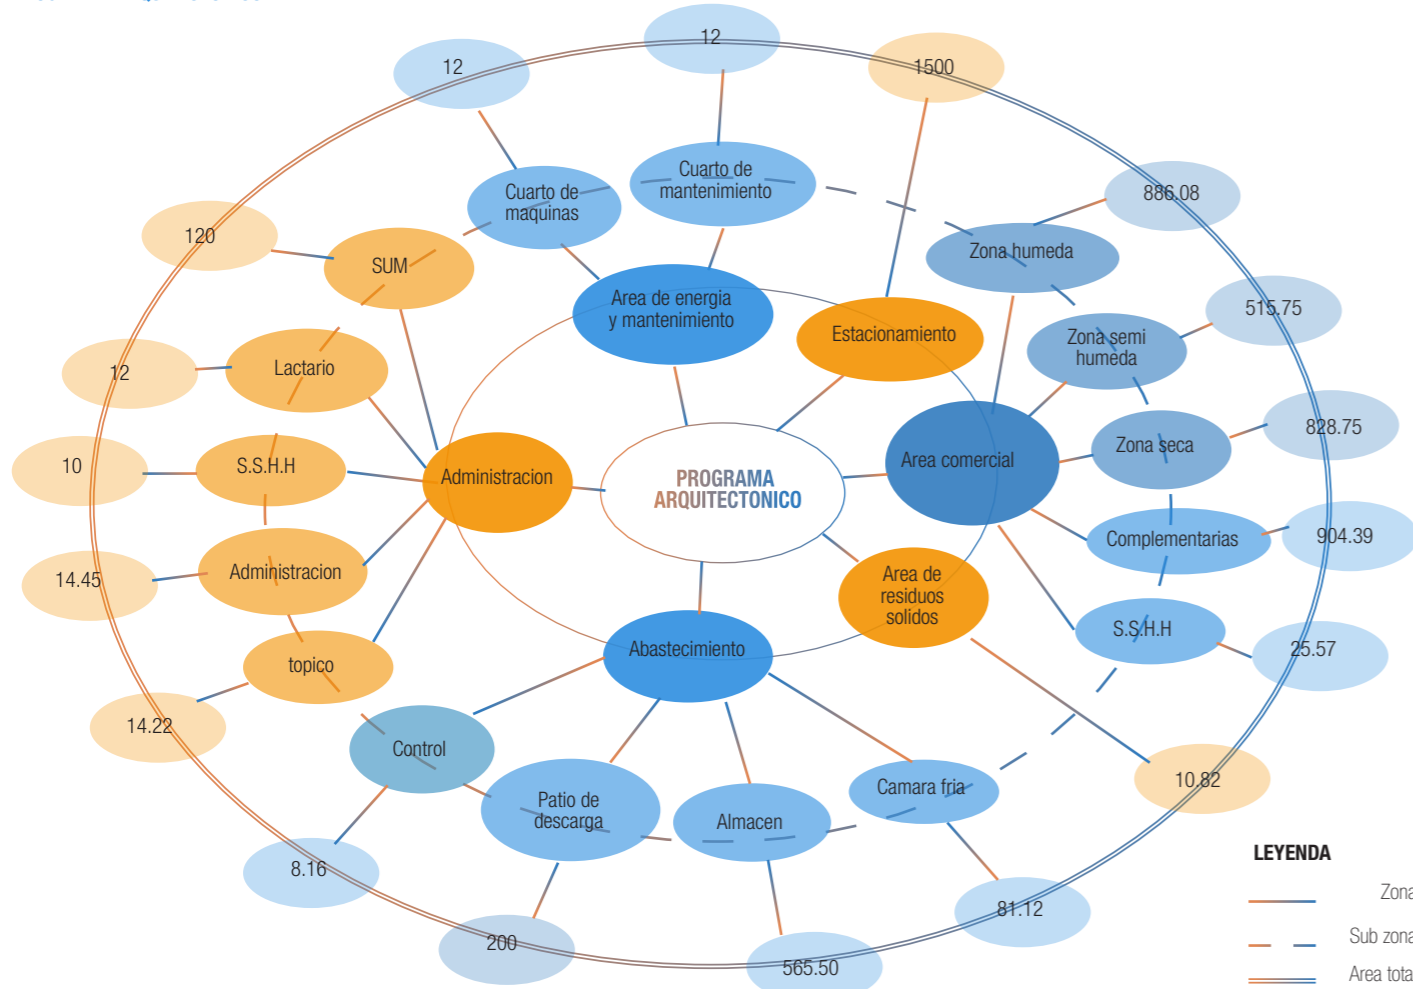 12
12
1500
Cuarto de
maquinas
Cuarto de
mantenimiento
886.08
120
SUM
Zona humeda
Area de energia
y mantenimiento
Estacionamiento
515.75
Zona semi
humeda
12
Lactario
828.75
Zona seca
10
S.S.H.H
Administracion
PROGRAMA
ARQUITECTONICO
Area comercial
904.39
Complementarias
14.45
Administracion
Area de
residuos
solidos
S.S.H.H
25.57
topico
Abastecimiento
14.22
Control
10.82
Patio de
descarga
Almacen
Camara fria
8.16
200
565.50
81.12
LEYENDA
Zona
Sub zona
Area tota